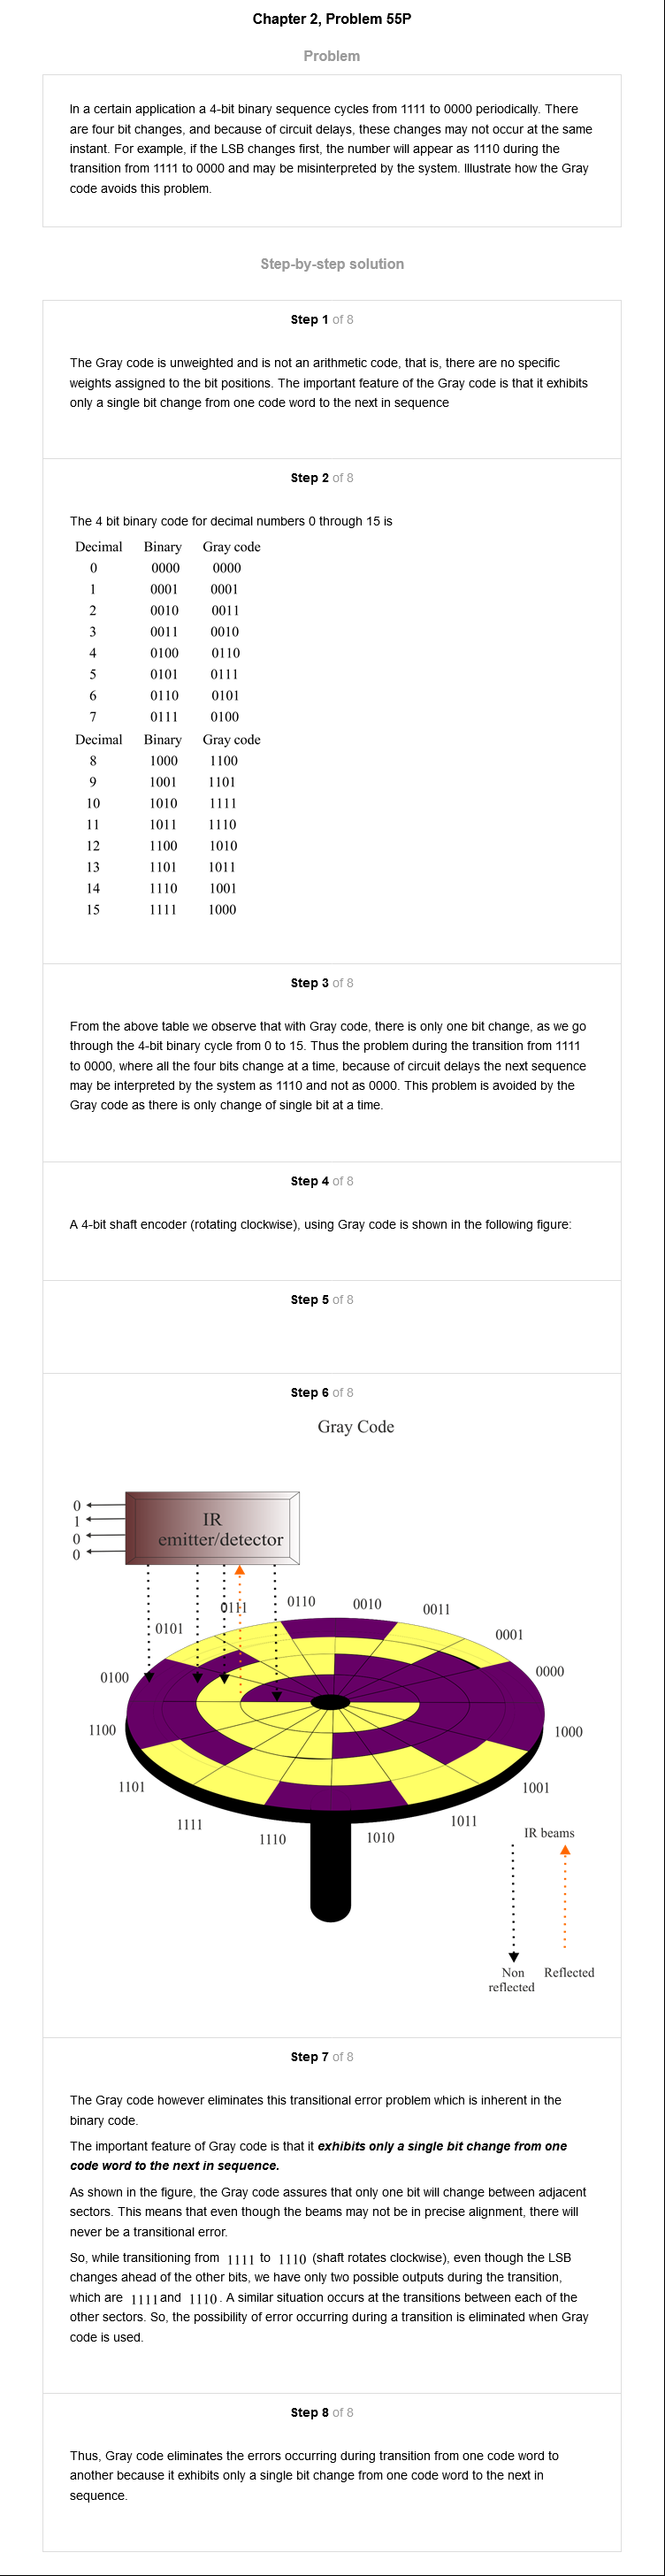 Chapter 2, Problem 55P
Problem
In a certain application a 4-bit binary sequence cycles from 1111 to 0000 periodically. There
are four bit changes, and because of circuit delays, these changes may not occur at the same
instant. For example, if the LSB changes first, the number will appear as 1110 during the
transition from 1111 to 0000 and may be misinterpreted by the system. Illustrate how the Gray
code avoids this problem.
Step-by-step solution
Step 1 of 8
The Gray code is unweighted and is not an arithmetic code, that is, there are no specific
weights assigned to the bit positions. The important feature of the Gray code is that it exhibits
only a single bit change from one code word to the next in sequence
Step 2 of 8
The 4 bit binary code for decimal numbers 0 through 15 is
Decimal Binary Gray code
0 0000 0000
1 0001 0001
2 0010 0011
3 0011 0010
4 0100 0110
5 0101 0111
6 0110 0101
7 0111 0100
Decimal Binary Gray code
8 1000 1100
9 1001 1101
10 1010 1111
11 1011 1110
12 1100 1010
13 1101 1011
14 1110 1001
15 1111 1000
Step 3 of 8
From the above table we observe that with Gray code, there is only one bit change, as we go
through the 4-bit binary cycle from 0 to 15. Thus the problem during the transition from 1111
to 0000, where all the four bits change at a time, because of circuit delays the next sequence
may be interpreted by the system as 1110 and not as 0000. This problem is avoided by the
Gray code as there is only change of single bit at a time.
Step 4 of 8
A 4-bit shaft encoder (rotating clockwise), using Gray code is shown in the following figure:
Step 5 of 8
Step 6 of 8
Gray Code
0
1
0
0
IR
emitter/detector
0111
0110
0010
0011
0101
0001
0100
0000
1100
1000
1101
1001
1111
1110
1010
1011
IR beams
Non
reflected
Reflected
Step 7 of 8
The Gray code however eliminates this transitional error problem which is inherent in the
binary code.
The important feature of Gray code is that it exhibits only a single bit change from one
code word to the next in sequence.
As shown in the figure, the Gray code assures that only one bit will change between adjacent
sectors. This means that even though the beams may not be in precise alignment, there will
never be a transitional error.
So, while transitioning from 1111 to 1110 (shaft rotates clockwise), even though the LSB
changes ahead of the other bits, we have only two possible outputs during the transition,
which are 1111 and 1110. A similar situation occurs at the transitions between each of the
other sectors. So, the possibility of error occurring during a transition is eliminated when Gray
code is used.
Step 8 of 8
Thus, Gray code eliminates the errors occurring during transition from one code word to
another because it exhibits only a single bit change from one code word to the next in
sequence.